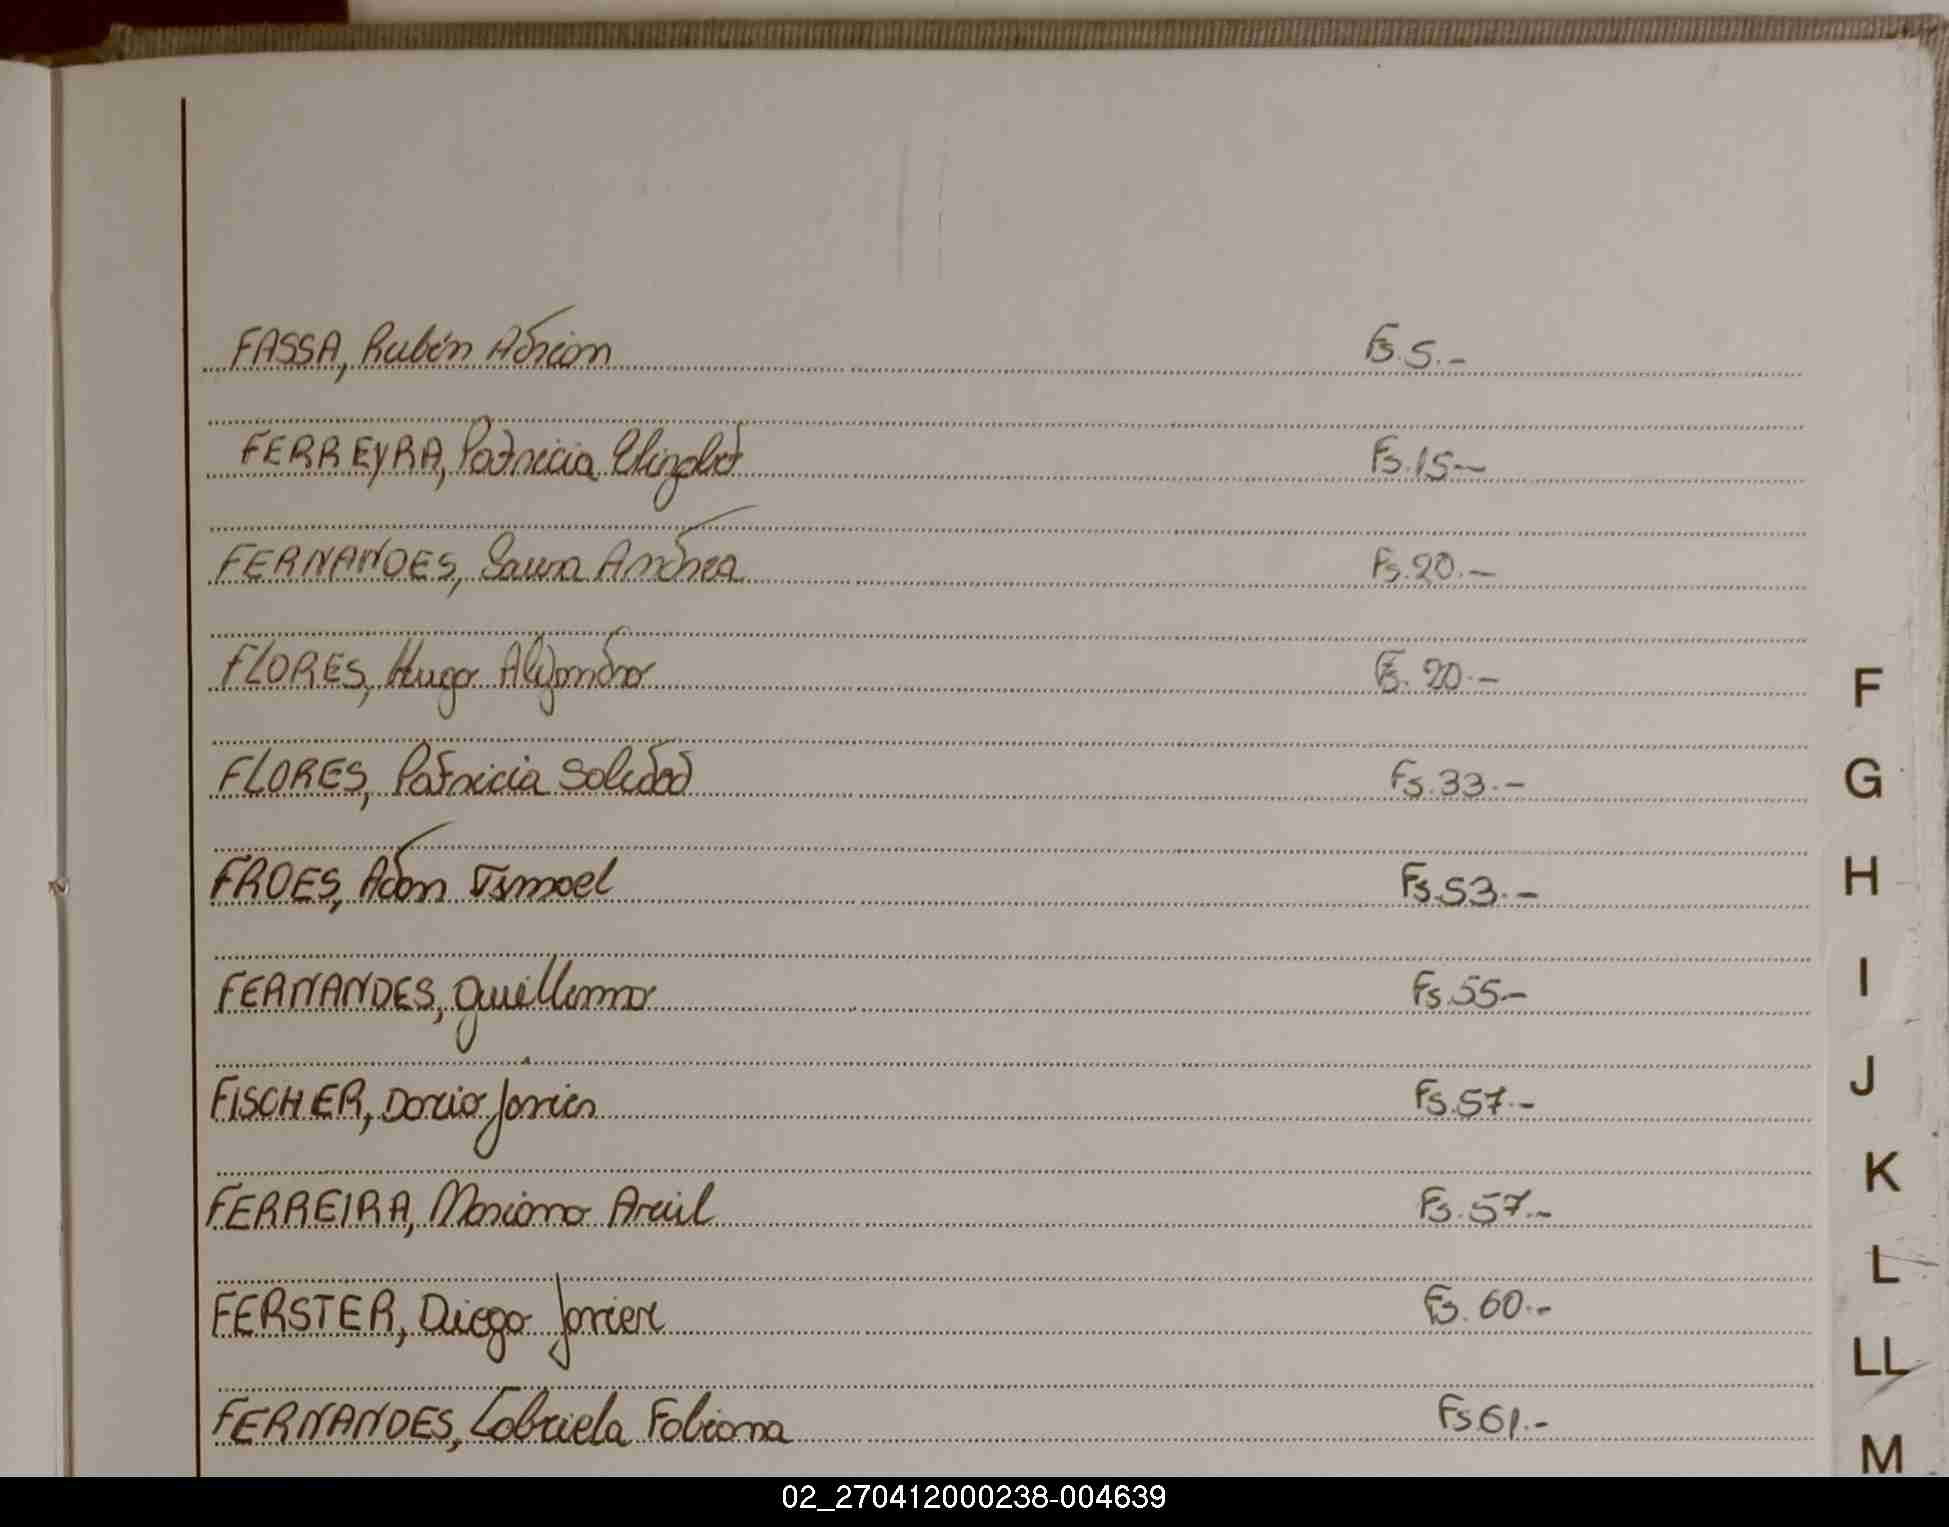 FASSA, Rubén Adrian Fs. 5.-
FERREYRA, Patricia Elizabet Fs. 15-
FERNANDES, Laura Andrea Fs. 20.-
FLORES, Hugo Alejandro Fs. 20.-
FLORES, Patricia Soledad Fs. 33.-
FROES, Adan Ismael Fs. 53.-
FERNANDES, Guillermo Fs. 55-
FISCHER, Dario Javier Fs. 57.-
FERREIRA, Mariano Fs. 57.-
FERSTER, Diego Javier Fs. 60.-
FERNANDES, Gabriela Fabiana Fs 61.-
F
G
H
I
J
K
L
LL
M
02_270412000238-004639